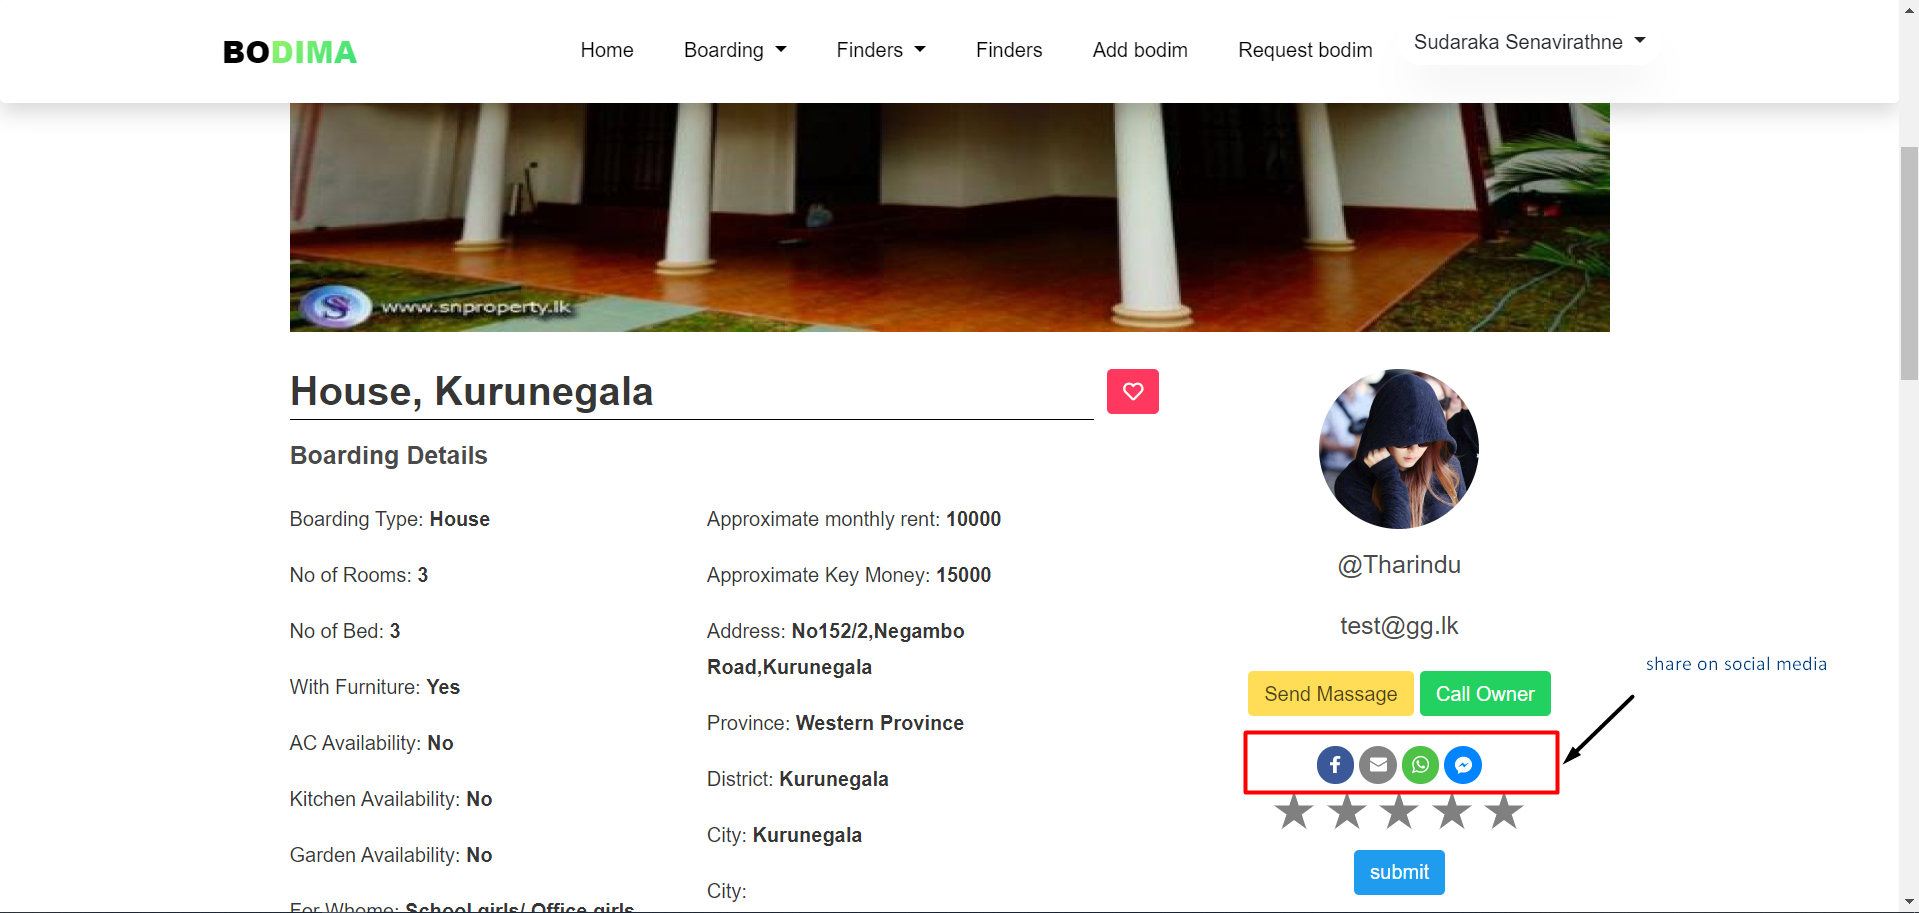 BODIMA
Home
Boarding
Finders
Finders
Add bodim
Request bodim
Sudaraka Senavirathne
S
www.snproperty.lk
House, Kurunegala
Boarding Details
Boarding Type: House
No of Rooms: 3
No of Bed: 3
With Furniture: Yes
AC Availability: No
Kitchen Availability: No
Garden Availability: No
For Whome: School girls/ Office girls
Approximate monthly rent: 10000
Approximate Key Money: 15000
Address: No152/2,Negambo
Road,Kurunegala
Province: Western Province
District: Kurunegala
City: Kurunegala
City:
@Tharindu
test@gg.lk
Send Massage
Call Owner
share on social media
submit